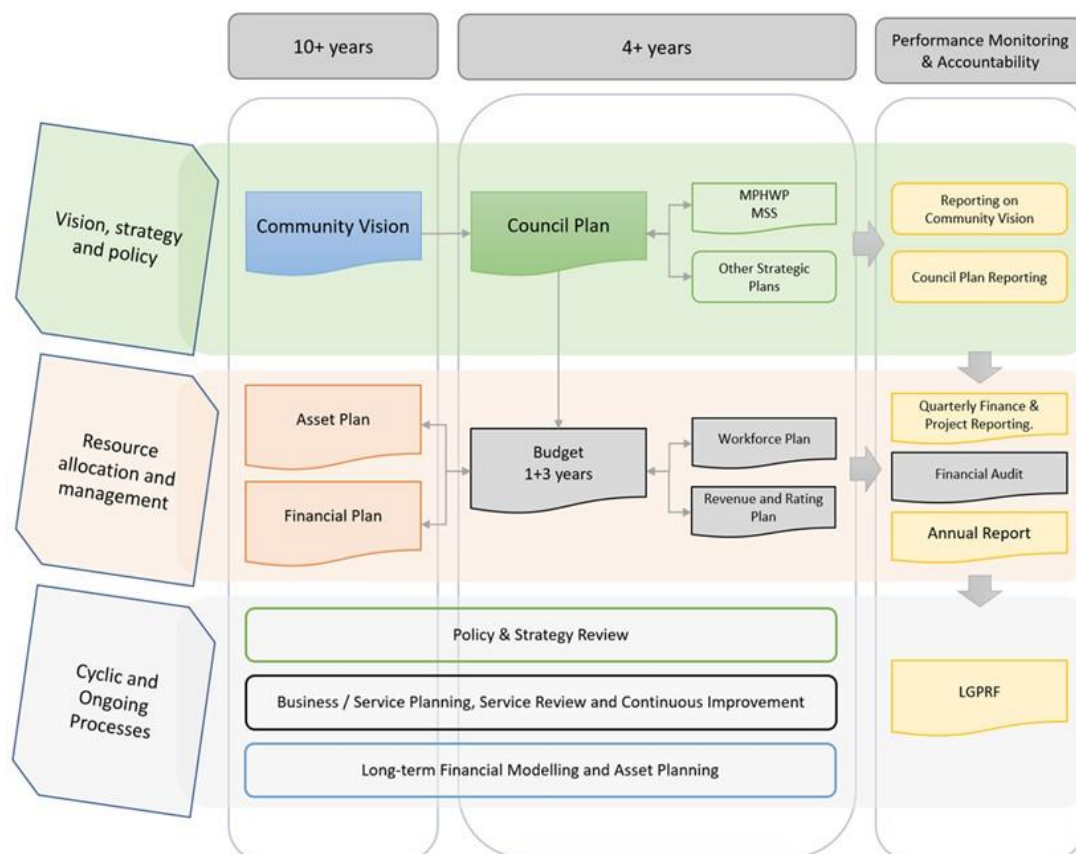 10+ years
4+ years
Performance Monitoring
& Accountability
Vision, strategy
and policy
Community Vision
Council Plan
MPHWP
MSS
Other Strategic
Plans
Reporting on
Community Vision
Council Plan Reporting
Resource
allocation and
management
Asset Plan
Financial Plan
Budget
1+3 years
Workforce Plan
Revenue and Rating
Plan
Quarterly Finance &
Project Reporting.
Financial Audit
Annual Report
Cyclic and
Ongoing
Processes
Policy & Strategy Review
Business / Service Planning, Service Review and Continuous Improvement
Long-term Financial Modelling and Asset Planning
LGPRF